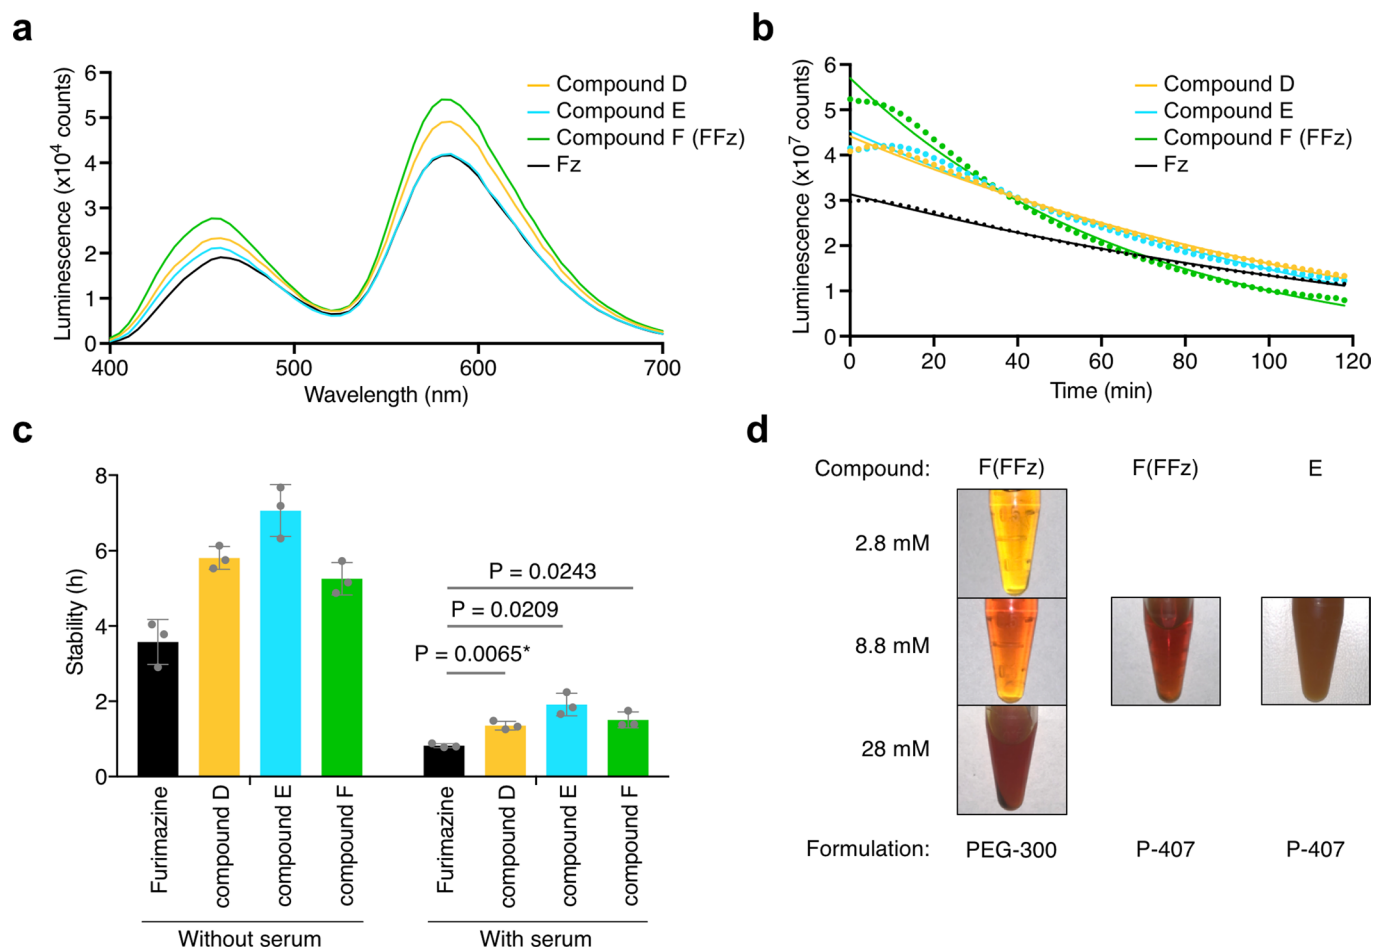 a
Luminescence (x10⁴ counts)
6
5
4
3
2
1
0
400
500
600
700
Wavelength (nm)
Compound D
Compound E
Compound F (FFz)
Fz
b
Luminescence (x10⁷ counts)
6
5
4
3
2
1
0
0
20
40
60
80
100
120
Time (min)
Compound D
Compound E
Compound F (FFz)
Fz
c
Stability (h)
8
6
4
2
0
P = 0.0243
P = 0.0209
P = 0.0065*
Furimazine
compound D
compound E
compound F
Furimazine
compound D
compound E
compound F
Without serum
With serum
d
Compound: F(FFz) F(FFz) E
2.8 mM
8.8 mM
28 mM
Formulation: PEG-300 P-407 P-407